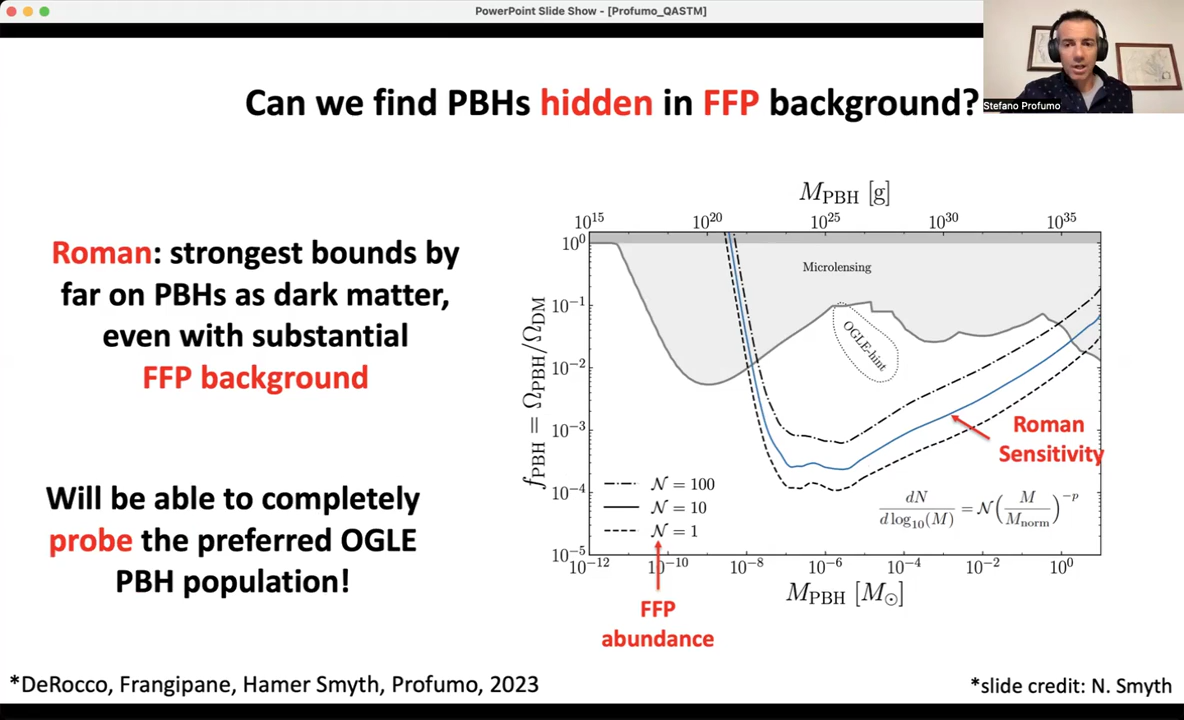 PowerPoint Slide Show - [Profumo_QASTM]
Stefano Profumo
Can we find PBHs hidden in FFP background?
Roman: strongest bounds by
far on PBHs as dark matter,
even with substantial
FFP background
Will be able to completely
probe the preferred OGLE
PBH population!
M_PBH [g]
10^15 10^20 10^25 10^30 10^35
10^0
10^-1
10^-2
10^-3
10^-4
10^-5
f_PBH = Ω_PBH/Ω_DM
Microlensing
OGLE-hint
Roman
Sensitivity
𝒩 = 100
𝒩 = 10
𝒩 = 1
dN/d log_10(M) = 𝒩(M/M_norm)^-p
10^-12 10^-10 10^-8 10^-6 10^-4 10^-2 10^0
M_PBH [M_⊙]
FFP
abundance
*DeRocco, Frangipane, Hamer Smyth, Profumo, 2023
*slide credit: N. Smyth